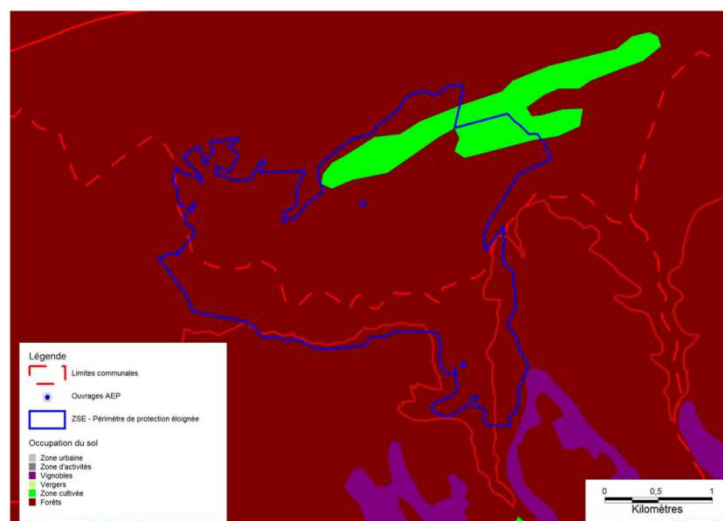 Légende
Limites communales
Ouvrages AEP
ZSE - Périmètre de protection éloignée
Occupation du sol
Zone urbaine
Zone d'activités
Vignobles
Vergers
Zone cultivée
Forêts
0 0,5 1
Kilomètres